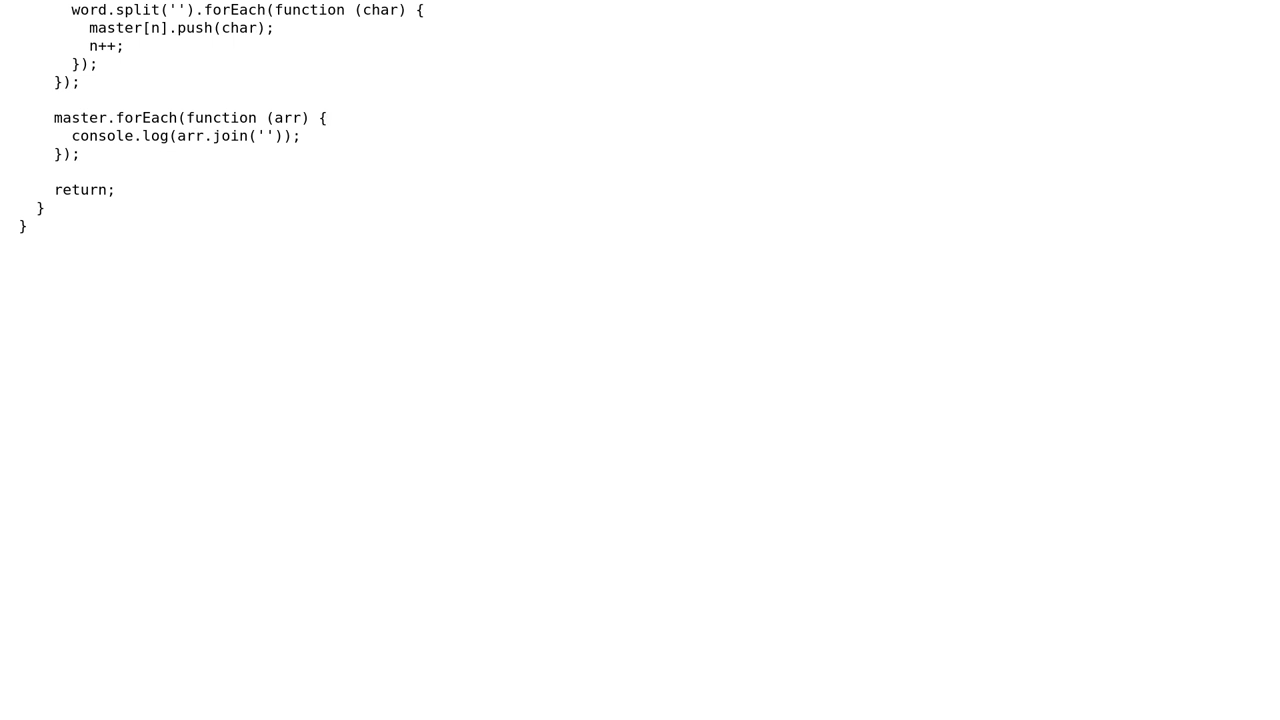 word.split('').forEach(function (char) {
        master[n].push(char);
        n++;
      });
    });

    master.forEach(function (arr) {
      console.log(arr.join(''));
    });

    return;
  }
}